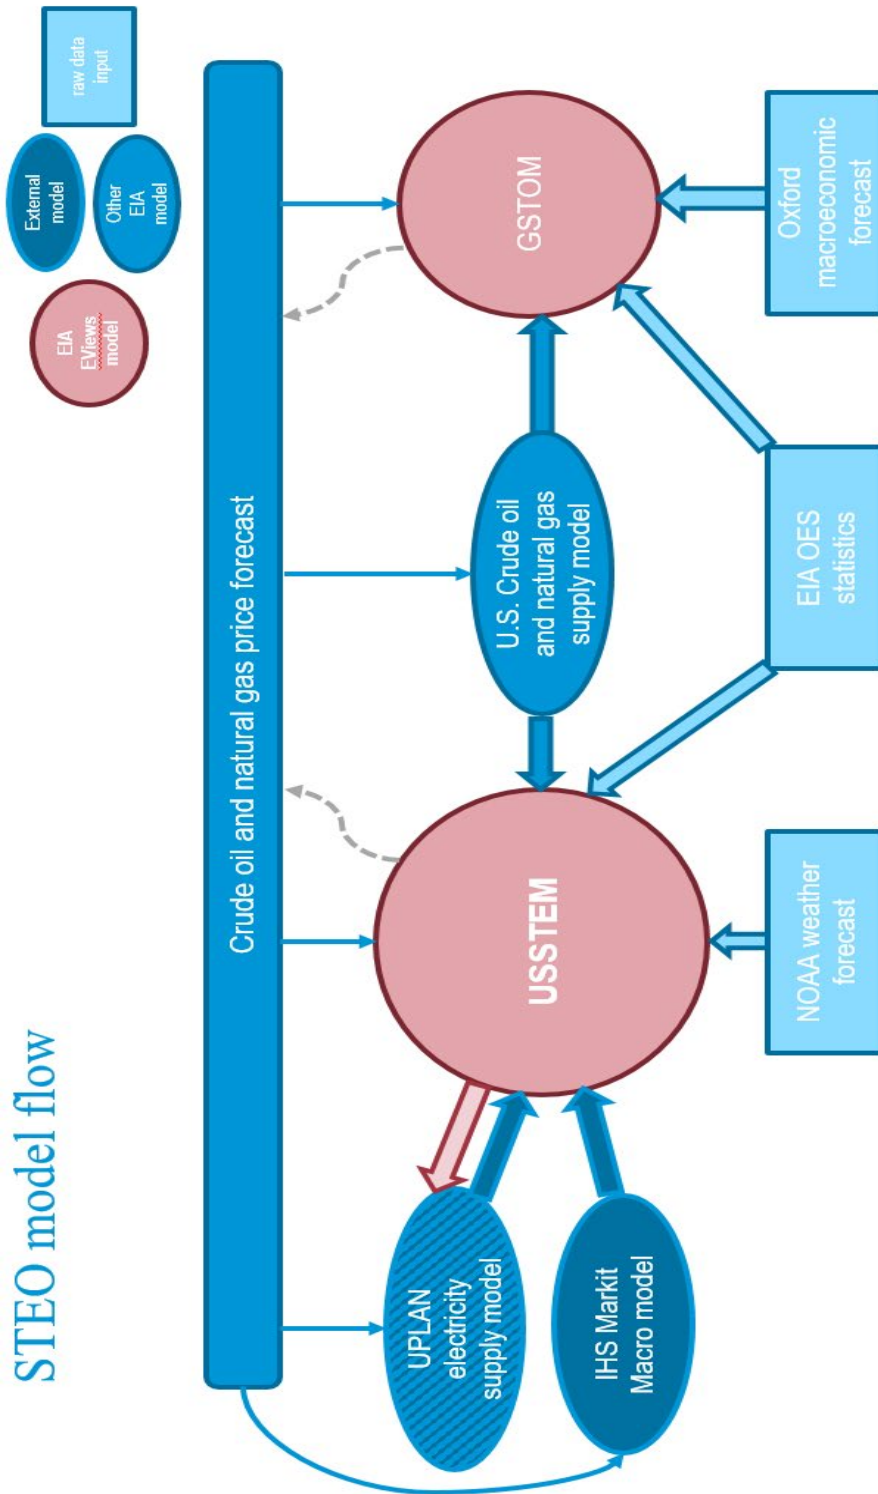 STEO model flow
EIA
EViews
model
External
model
Other
EIA
model
raw data
input
Crude oil and natural gas price forecast
UPLAN
electricity
supply model
IHS Markit
Macro model
USSTEM
U.S. Crude oil
and natural gas
supply model
GSTOM
NOAA weather
forecast
EIA OES
statistics
Oxford
macroeconomic
forecast